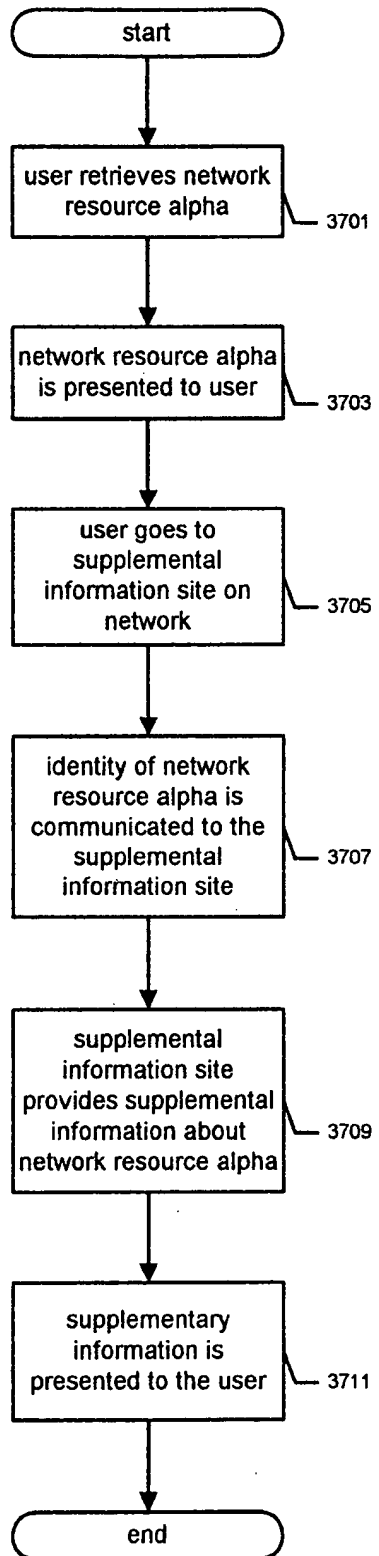 start
user retrieves network
resource alpha
3701
network resource alpha
is presented to user
3703
user goes to
supplemental
information site on
network
3705
identity of network
resource alpha is
communicated to the
supplemental
information site
3707
supplemental
information site
provides supplemental
information about
network resource alpha
3709
supplementary
information is
presented to the user
3711
end